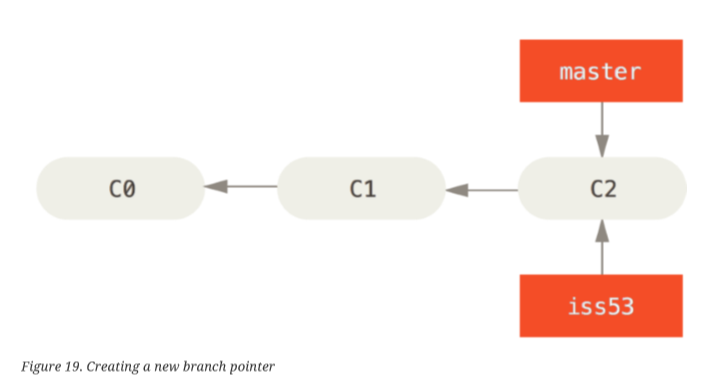 master
C0
C1
C2
iss53
Figure 19. Creating a new branch pointer